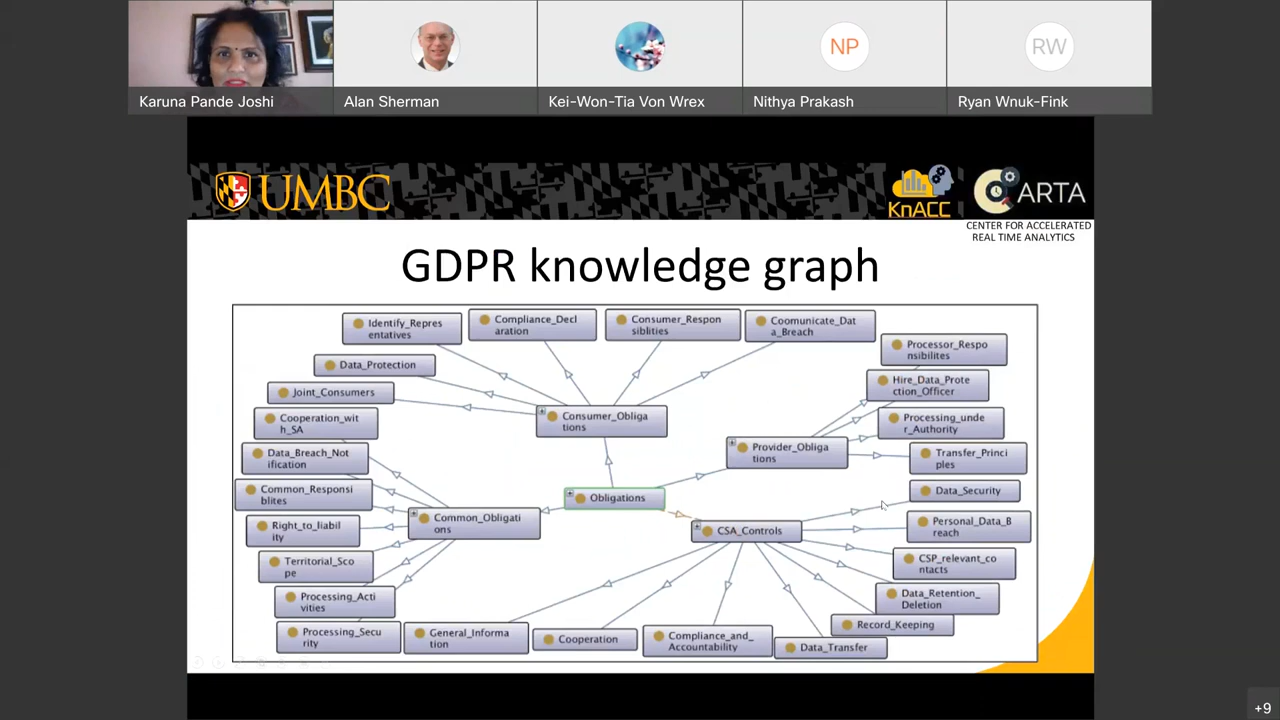 NP
RW
Karuna Pande Joshi
Alan Sherman
Kei-Won-Tia Von Wrex
Nithya Prakash
Ryan Wnuk-Fink
UMBC
KnACC
CARTA
CENTER FOR ACCELERATED
REAL TIME ANALYTICS
GDPR knowledge graph
Identify_Repres
entatives
Compliance_Decl
aration
Consumer_Respon
siblities
Coomunicate_Dat
a_Breach
Processor_Respo
nsibilites
Data_Protection
Hire_Data_Prote
ction_Officer
Joint_Consumers
Cooperation_wit
h_SA
Consumer_Obliga
tions
Processing_unde
r_Authority
Data_Breach_Not
ification
Provider_Obliga
tions
Transfer_Princi
ples
Common_Responsi
blites
Obligations
Data_Security
Right_to_liabil
ity
Common_Obligati
ons
CSA_Controls
Personal_Data_B
reach
Territorial_Sco
pe
CSP_relevant_co
ntacts
Processing_Acti
vities
Data_Retention_
Deletion
Processing_Secu
rity
General_Informa
tion
Cooperation
Compliance_and_
Accountability
Data_Transfer
Record_Keeping
+9